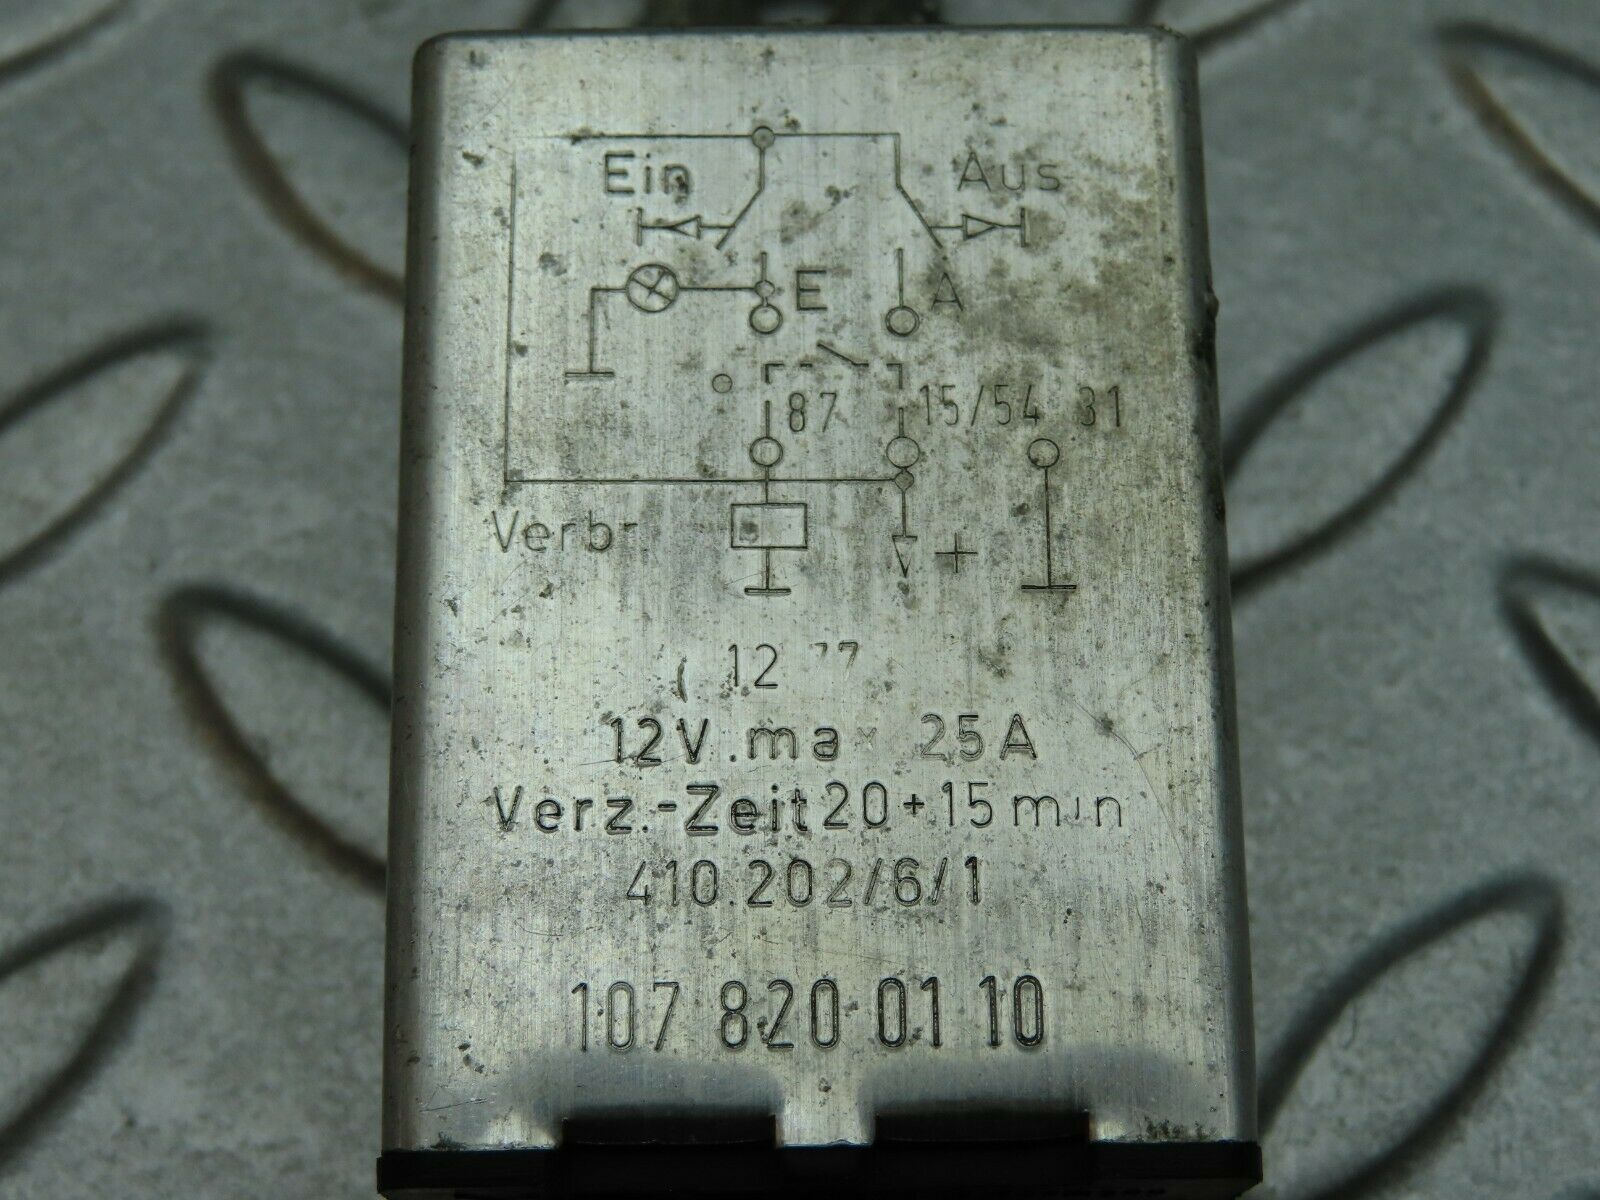 Ein Aus
E A
87 15/54 31
Verbr +
12 77
12V. max 25A
Verz.-Zeit 20+15 min
410.202/6/1
107 820 01 10